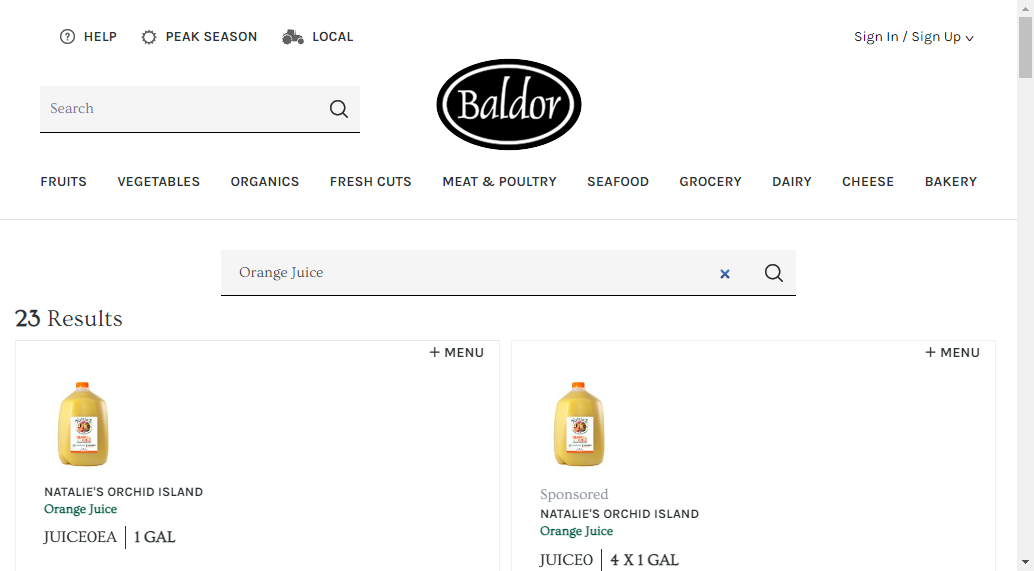 HELP PEAK SEASON LOCAL Sign In / Sign Up
Search
Baldor
FRUITS VEGETABLES ORGANICS FRESH CUTS MEAT & POULTRY SEAFOOD GROCERY DAIRY CHEESE BAKERY
Orange Juice
23 Results
+ MENU
NATALIE'S ORCHID ISLAND
Orange Juice
JUICE0EA | 1 GAL
+ MENU
Sponsored
NATALIE'S ORCHID ISLAND
Orange Juice
JUICE0 | 4 X 1 GAL